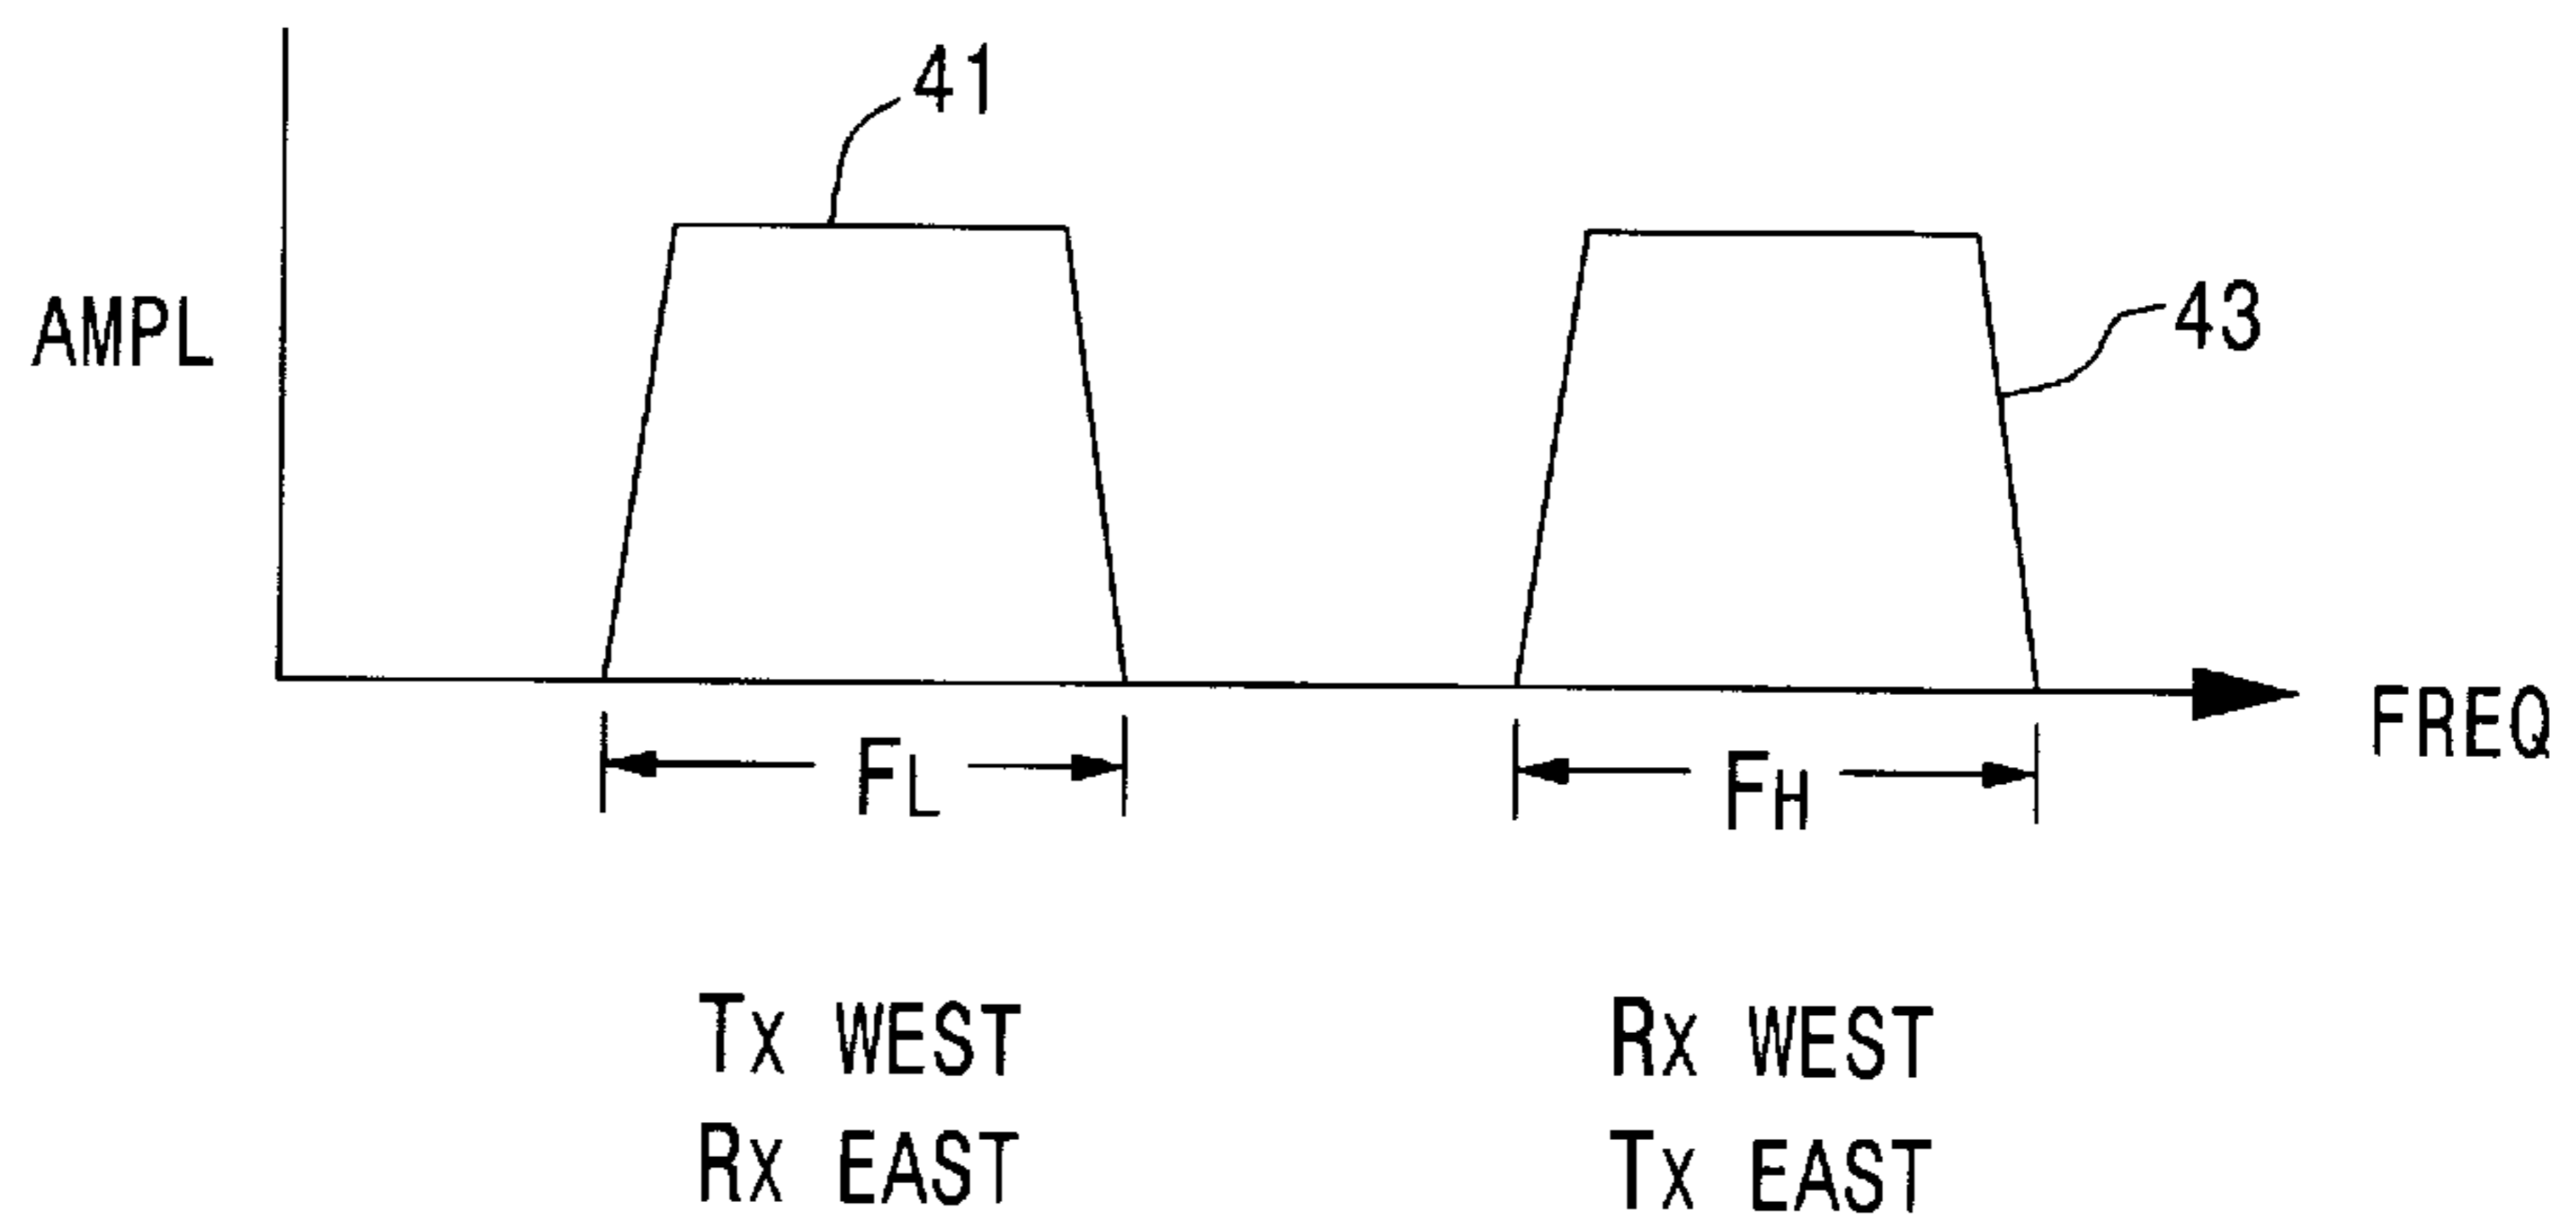 41
AMPL
43
FREQ
FL
FH
Tx WEST
Rx EAST
Rx WEST
Tx EAST